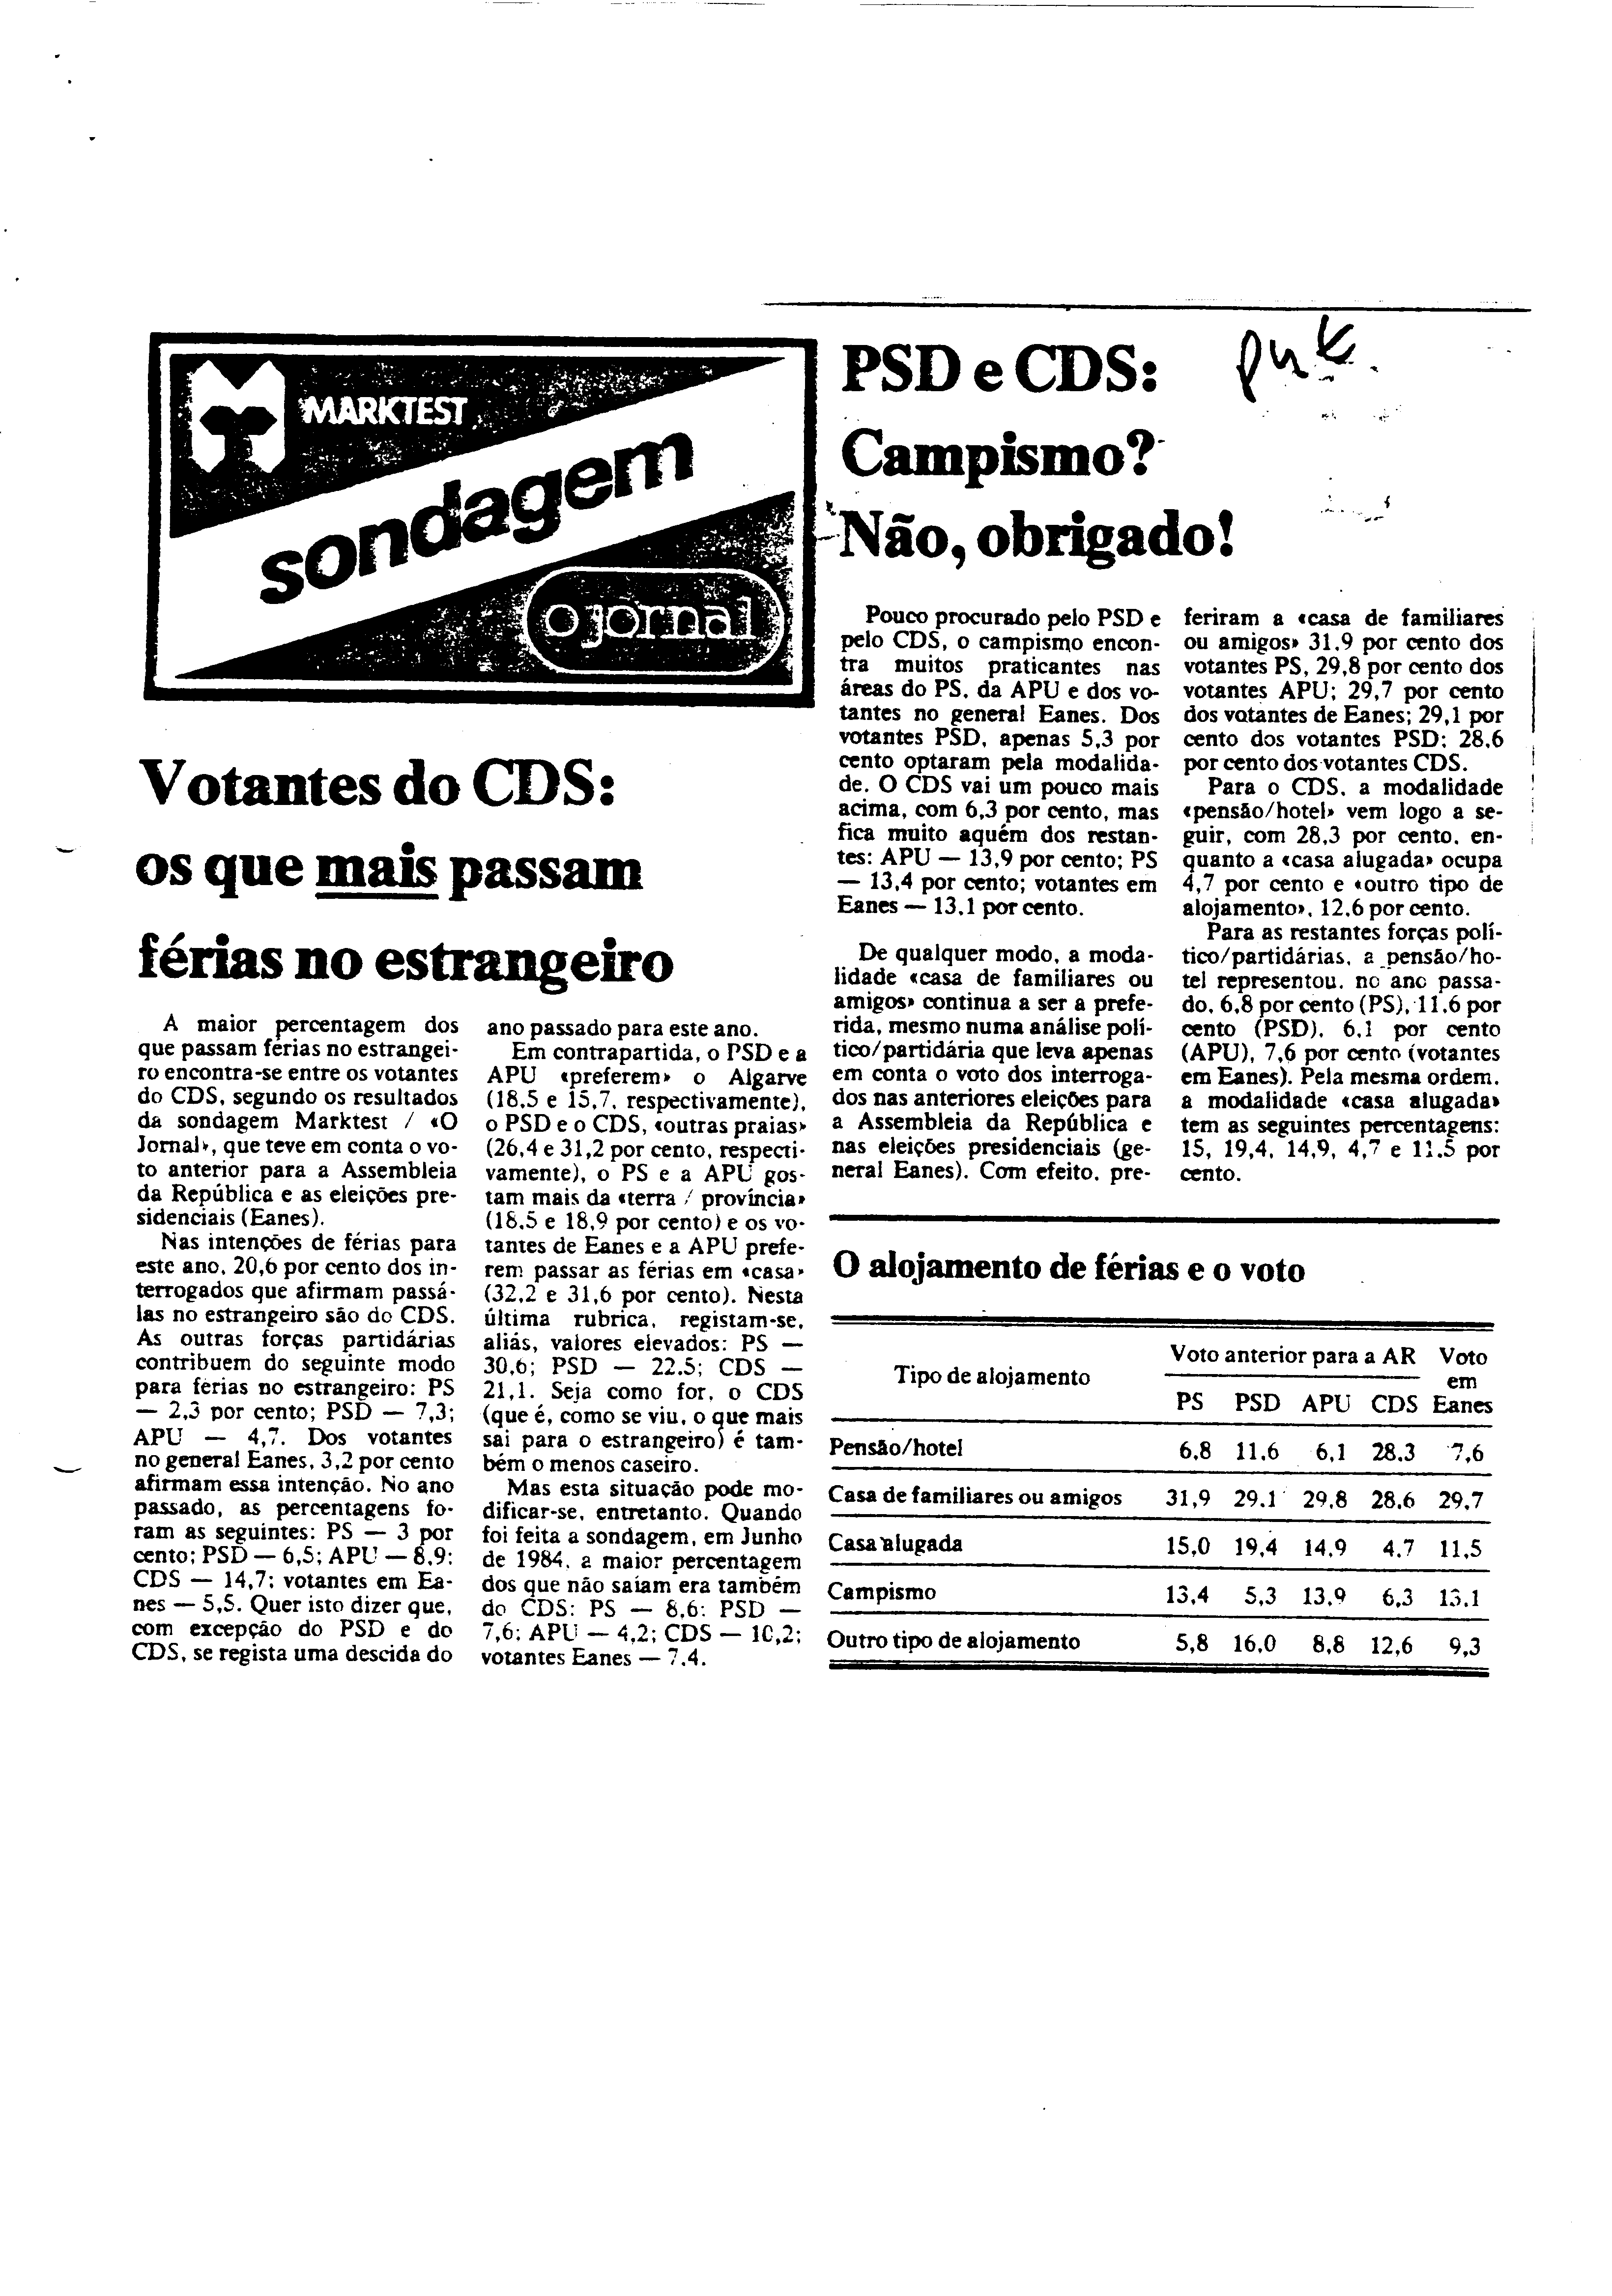 MARKTEST
sondagem
o jornal
Votantes do CDS:
os que mais passam
férias no estrangeiro
A maior percentagem dos
que passam férias no estrangei-
ro encontra-se entre os votantes
do CDS, segundo os resultados
da sondagem Marktest / «O
Jornal», que teve em conta o vo-
to anterior para a Assembleia
da República e as eleições pre-
sidenciais (Eanes).
Nas intenções de férias para
este ano, 20,6 por cento dos in-
terrogados que afirmam passá-
las no estrangeiro são do CDS.
As outras forças partidárias
contribuem do seguinte modo
para férias no estrangeiro: PS
— 2,3 por cento; PSD — 7,3;
APU — 4,7. Dos votantes
no general Eanes, 3,2 por cento
afirmam essa intenção. No ano
passado, as percentagens fo-
ram as seguintes: PS — 3 por
cento; PSD — 6,5; APU — 8,9;
CDS — 14,7; votantes em Ea-
nes — 5,5. Quer isto dizer que,
com excepção do PSD e do
CDS, se regista uma descida do
ano passado para este ano.
Em contrapartida, o PSD e a
APU «preferem» o Algarve
(18,5 e 15,7, respectivamente),
o PSD e o CDS, «outras praias»
(26,4 e 31,2 por cento, respecti-
vamente), o PS e a APU gos-
tam mais da «terra / província»
(18,5 e 18,9 por cento) e os vo-
tantes de Eanes e a APU prefe-
rem passar as férias em «casa»
(32,2 e 31,6 por cento). Nesta
última rubrica, registam-se,
aliás, valores elevados: PS —
30,6; PSD — 22,5; CDS —
21,1. Seja como for, o CDS
(que é, como se viu, o que mais
sai para o estrangeiro) é tam-
bém o menos caseiro.
Mas esta situação pode mo-
dificar-se, entretanto. Quando
foi feita a sondagem, em Junho
de 1984, a maior percentagem
dos que não saíam era também
do CDS: PS — 8,6; PSD —
7,6; APU — 4,2; CDS — 10,2;
votantes Eanes — 7,4.
PSD e CDS:
Campismo?
Não, obrigado!
Pouco procurado pelo PSD e
pelo CDS, o campismo encon-
tra muitos praticantes nas
áreas do PS, da APU e dos vo-
tantes no general Eanes. Dos
votantes PSD, apenas 5,3 por
cento optaram pela modalida-
de. O CDS vai um pouco mais
acima, com 6,3 por cento, mas
fica muito aquém dos restan-
tes: APU — 13,9 por cento; PS
— 13,4 por cento; votantes em
Eanes — 13,1 por cento.
De qualquer modo, a moda-
lidade «casa de familiares ou
amigos» continua a ser a prefe-
rida, mesmo numa análise polí-
tico/partidária que leva apenas
em conta o voto dos interroga-
dos nas anteriores eleições para
a Assembleia da República e
nas eleições presidenciais (ge-
neral Eanes). Com efeito, pre-
feriram a «casa de familiares
ou amigos» 31,9 por cento dos
votantes PS, 29,8 por cento dos
votantes APU; 29,7 por cento
dos votantes de Eanes; 29,1 por
cento dos votantes PSD; 28,6
por cento dos votantes CDS.
Para o CDS, a modalidade
«pensão/hotel» vem logo a se-
guir, com 28,3 por cento, en-
quanto a «casa alugada» ocupa
4,7 por cento e «outro tipo de
alojamento», 12,6 por cento.
Para as restantes forças polí-
tico/partidárias, a pensão/ho-
tel representou, no ano passa-
do, 6,8 por cento (PS), 11,6 por
cento (PSD), 6,1 por cento
(APU), 7,6 por cento (votantes
em Eanes). Pela mesma ordem,
a modalidade «casa alugada»
tem as seguintes percentagens:
15, 19,4, 14,9, 4,7 e 11,5 por
cento.
O alojamento de férias e o voto
Tipo de alojamento Voto anterior para a AR Voto em Eanes
PS PSD APU CDS
Pensão/hotel 6,8 11,6 6,1 28,3 7,6
Casa de familiares ou amigos 31,9 29,1 29,8 28,6 29,7
Casa alugada 15,0 19,4 14,9 4,7 11,5
Campismo 13,4 5,3 13,9 6,3 13,1
Outro tipo de alojamento 5,8 16,0 8,8 12,6 9,3